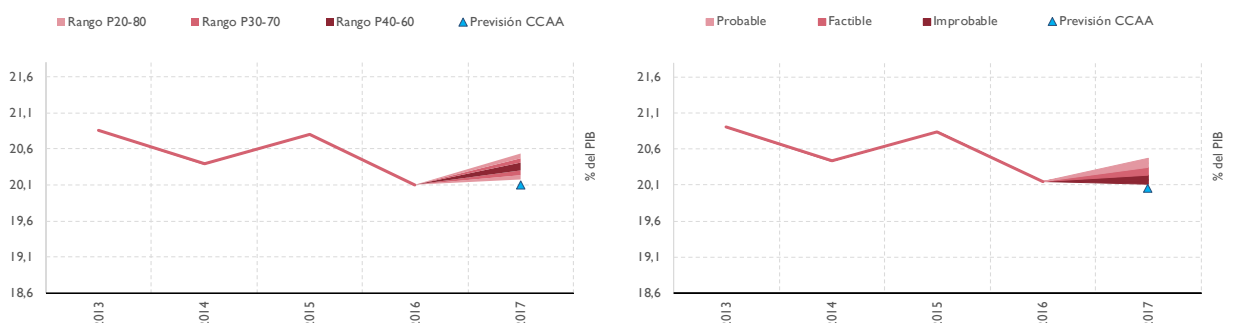 Rango P20-80 Rango P30-70 Rango P40-60 Previsión CCAA
21,6
21,1
20,6
20,1
19,6
19,1
18,6
% del PIB
2013 2014 2015 2016 2017
Probable Factible Improbable Previsión CCAA
21,6
21,1
20,6
20,1
19,6
19,1
18,6
% del PIB
2013 2014 2015 2016 2017